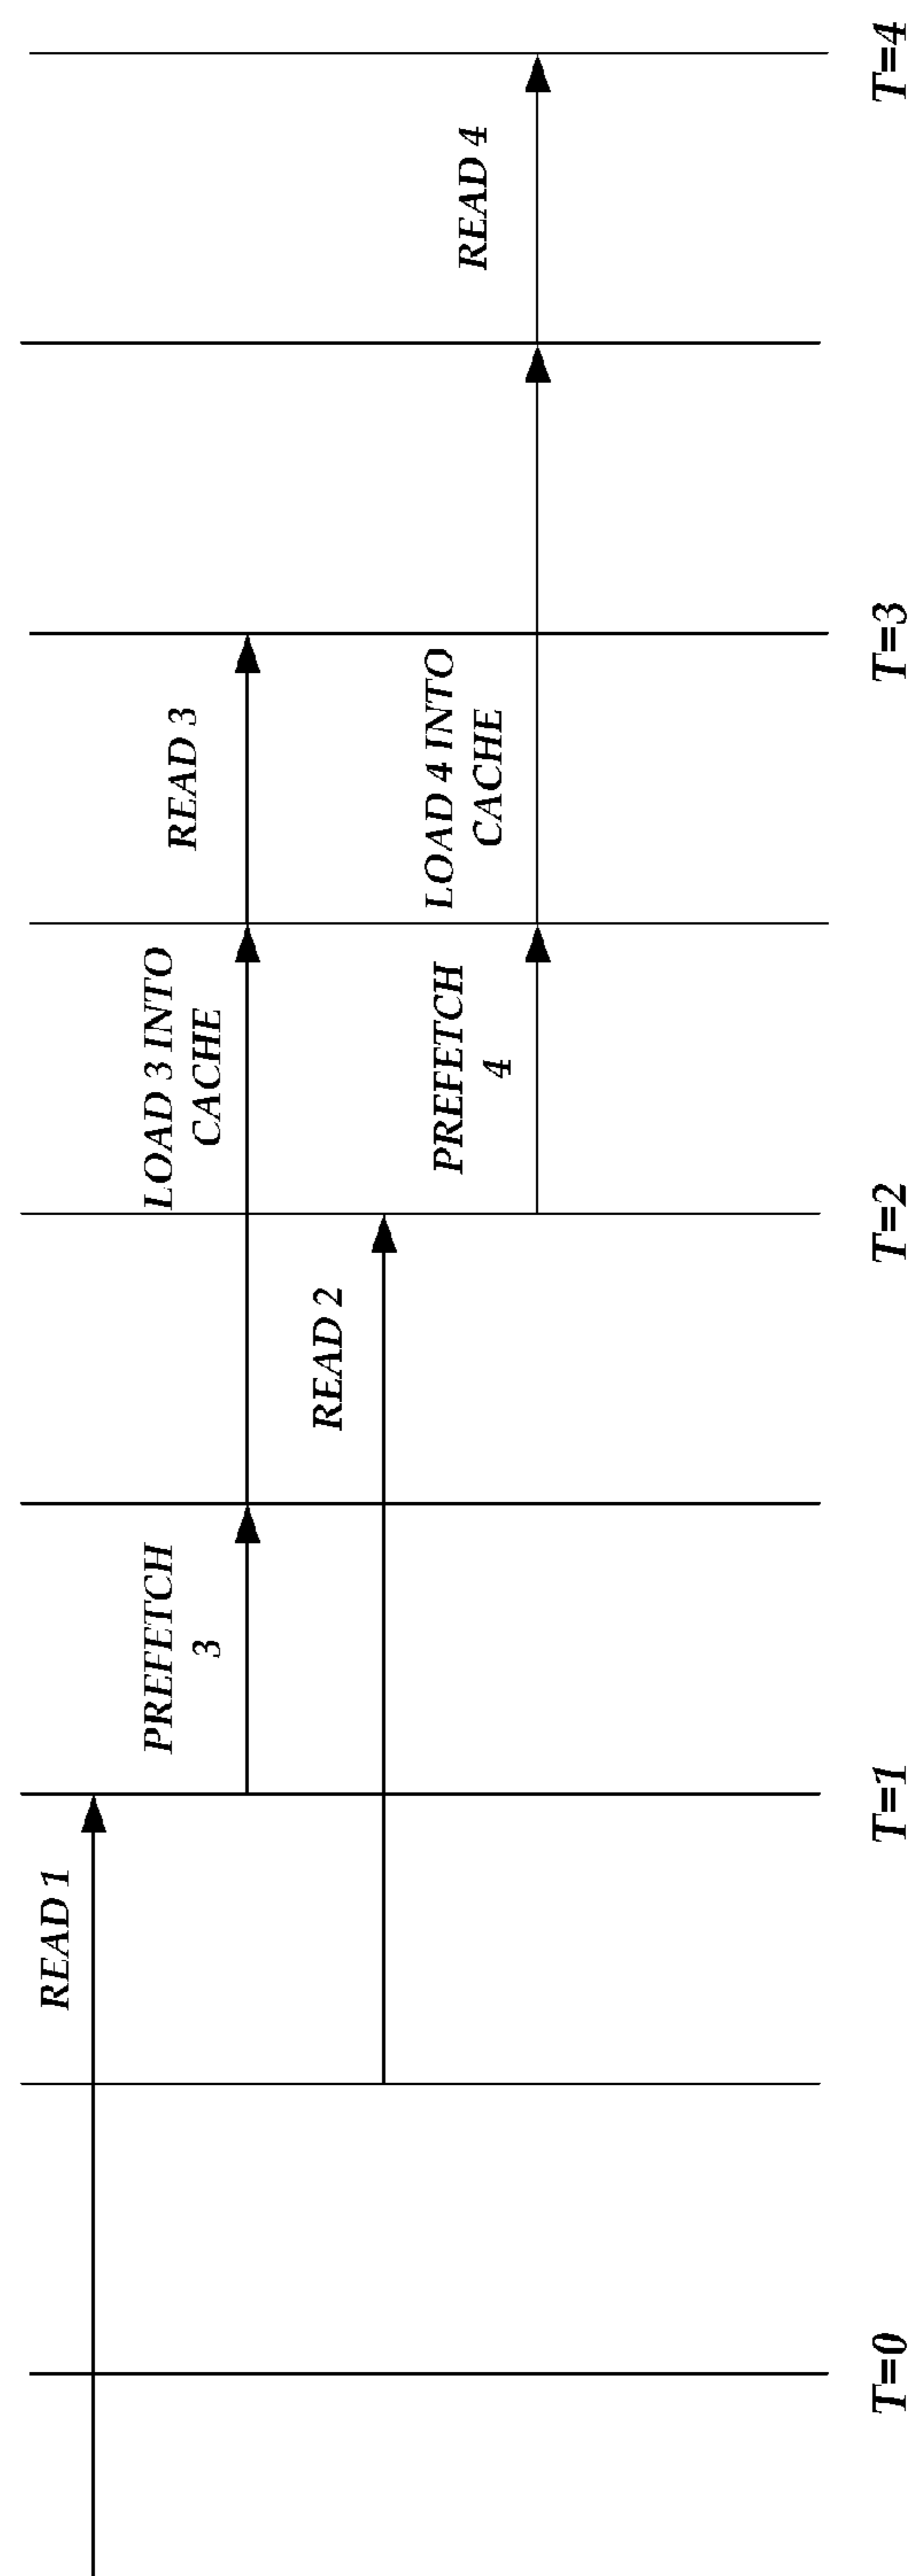 READ 1
PREFETCH
3
LOAD 3 INTO
CACHE
READ 3
READ 2
PREFETCH
4
LOAD 4 INTO
CACHE
READ 4
T=0
T=1
T=2
T=3
T=4